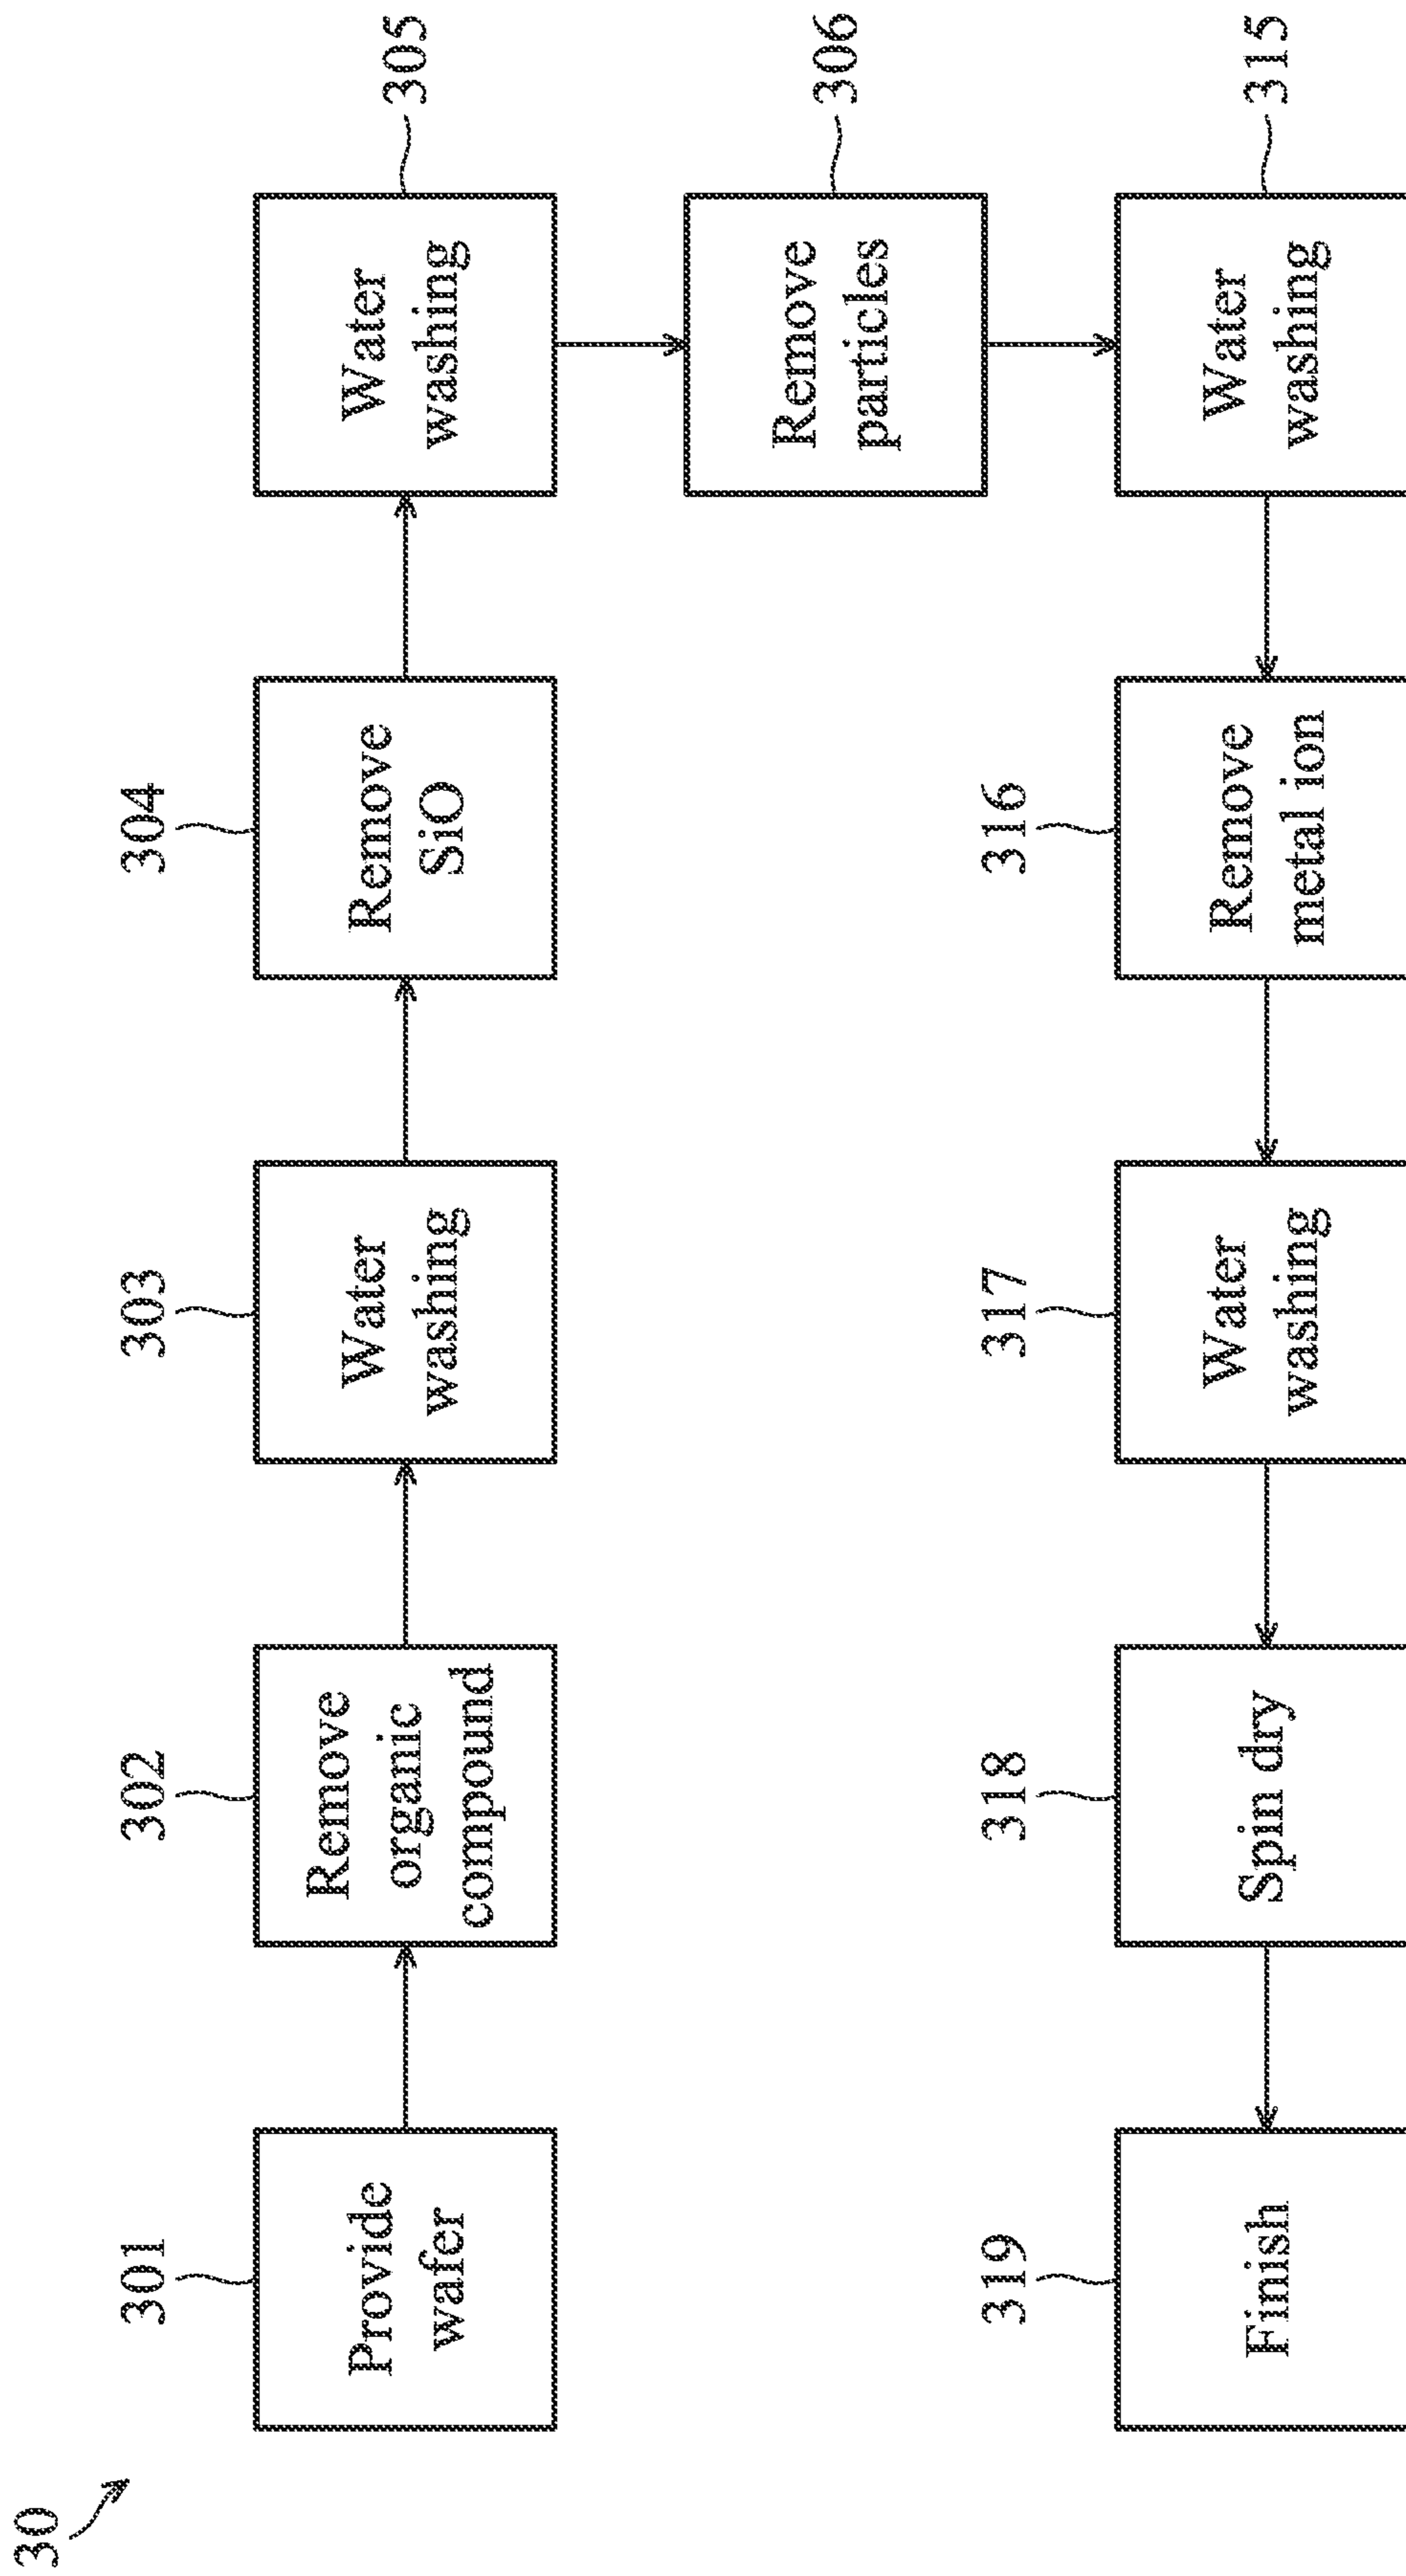 30
301
Provide
wafer
302
Remove
organic
compound
303
Water
washing
304
Remove
SiO
305
Water
washing
306
Remove
particles
315
Water
washing
316
Remove
metal ion
317
Water
washing
318
Spin dry
319
Finish